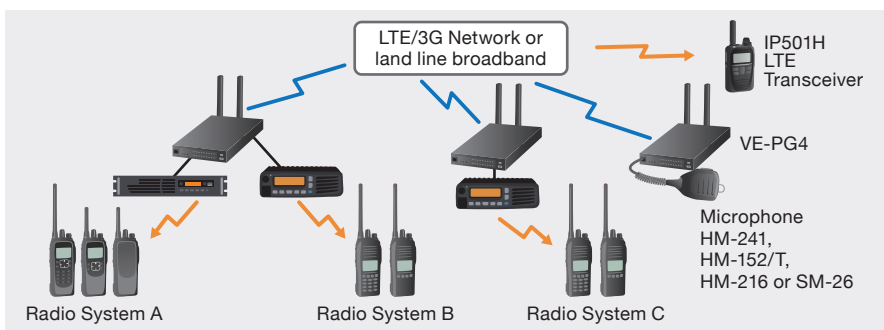 LTE/3G Network or
land line broadband
IP501H
LTE
Transceiver
VE-PG4
Microphone
HM-241,
HM-152/T,
HM-216 or SM-26
Radio System A
Radio System B
Radio System C